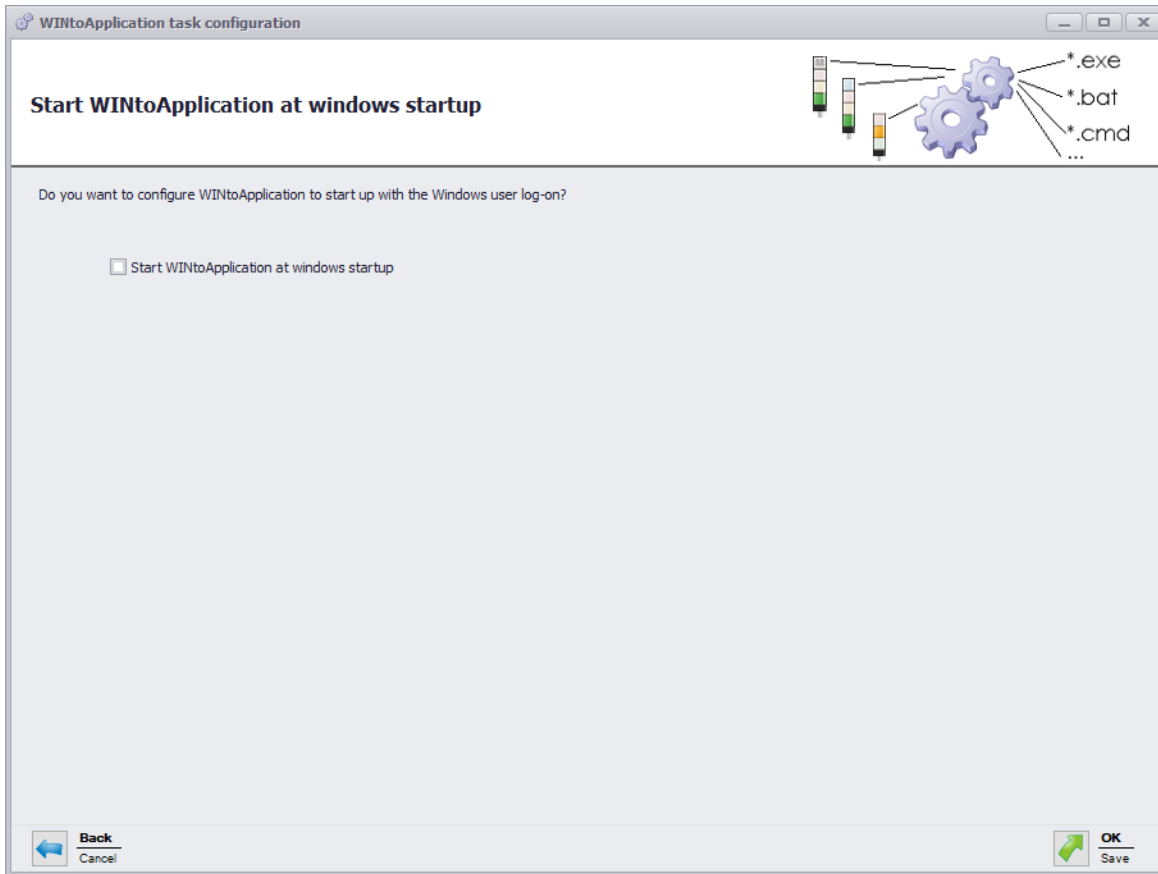 WINtoApplication task configuration
Start WINtoApplication at windows startup
*.exe
*.bat
*.cmd
...
Do you want to configure WINtoApplication to start up with the Windows user log-on?
Start WINtoApplication at windows startup
Back
Cancel
OK
Save